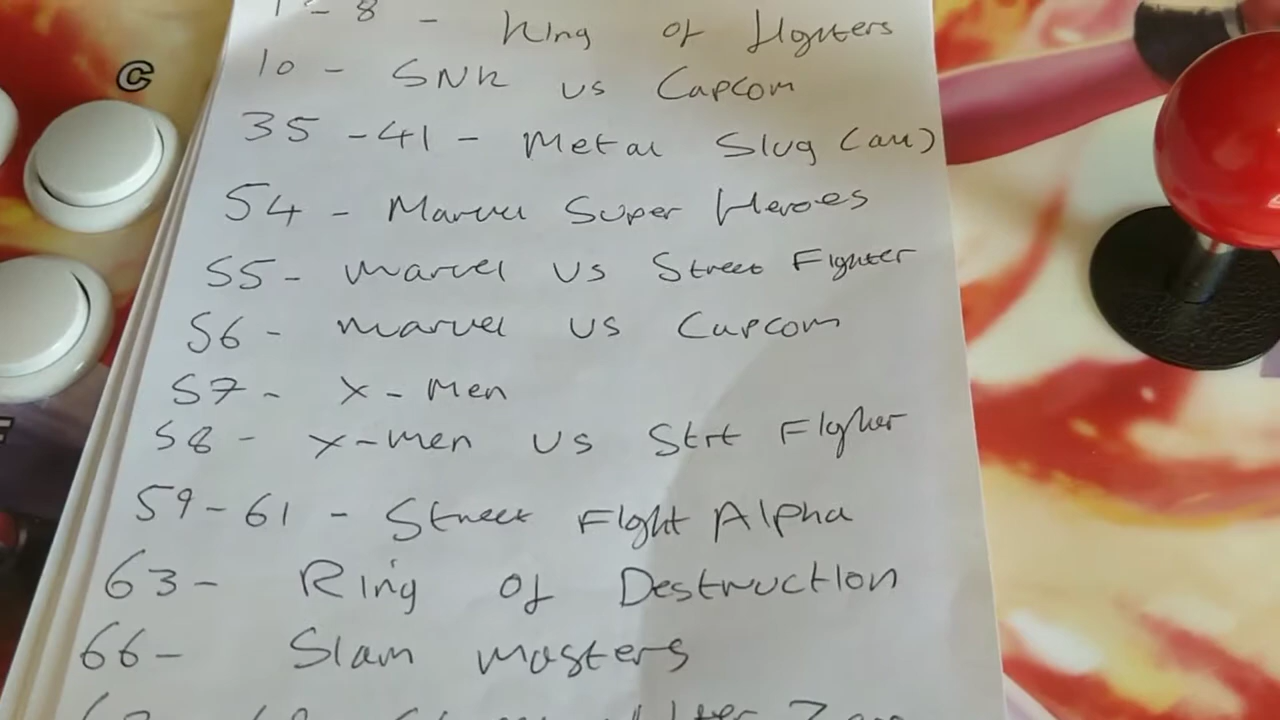 1-8 - King of Fighters
10 - SNK vs Capcom
35-41 - Metal Slug (all)
54 - Marvel Super Heroes
55 - Marvel vs Street Fighter
56 - Marvel vs Capcom
57 - X-Men
58 - X-Men vs Strt Fighter
59-61 - Street Fight Alpha
63 - Ring of Destruction
66 - Slam Masters
C